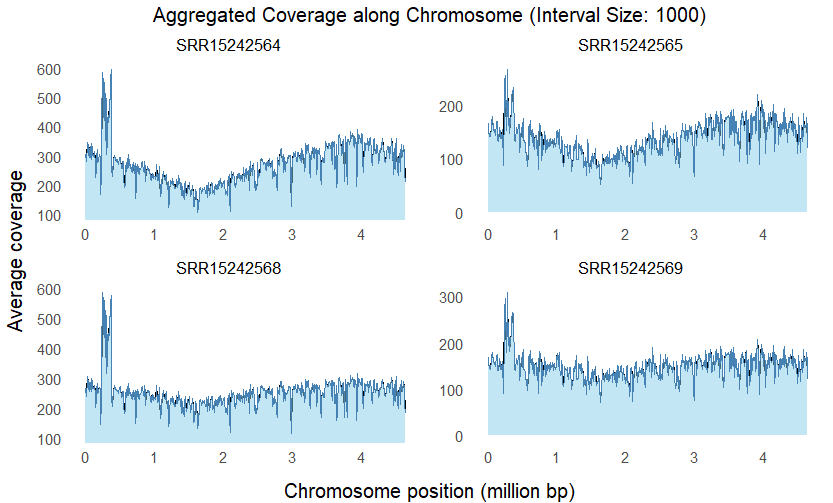 Aggregated Coverage along Chromosome (Interval Size: 1000)
SRR15242564
600
500
400
300
200
100
0 1 2 3 4
SRR15242565
200
100
0
0 1 2 3 4
Average coverage
SRR15242568
600
500
400
300
200
100
0 1 2 3 4
SRR15242569
300
200
100
0
0 1 2 3 4
Chromosome position (million bp)